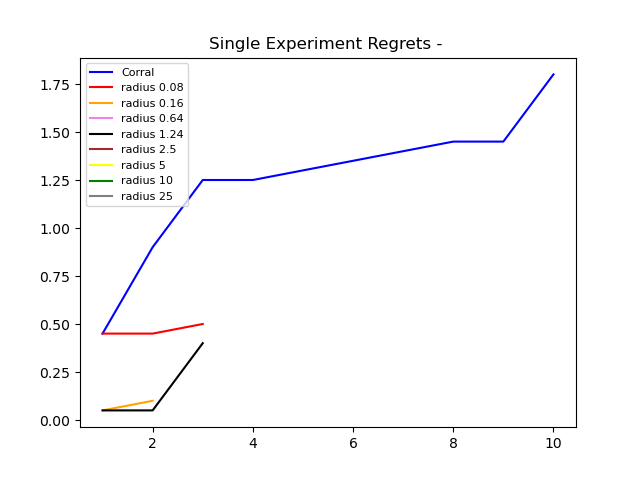 Single Experiment Regrets -
Corral
radius 0.08
radius 0.16
radius 0.64
radius 1.24
radius 2.5
radius 5
radius 10
radius 25
1.75
1.50
1.25
1.00
0.75
0.50
0.25
0.00
2 4 6 8 10